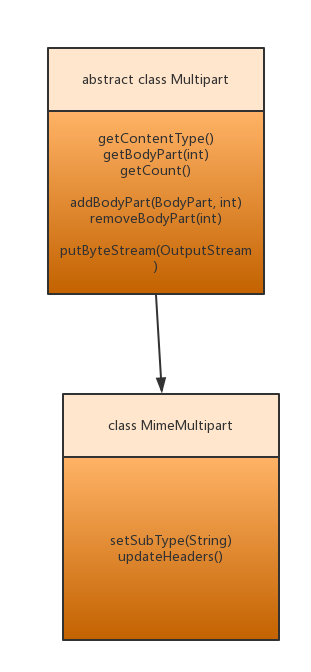 abstract class Multipart
getContentType()
getBodyPart(int)
getCount()
addBodyPart(BodyPart, int)
removeBodyPart(int)
putByteStream(OutputStream
)
class MimeMultipart
setSubType(String)
updateHeaders()